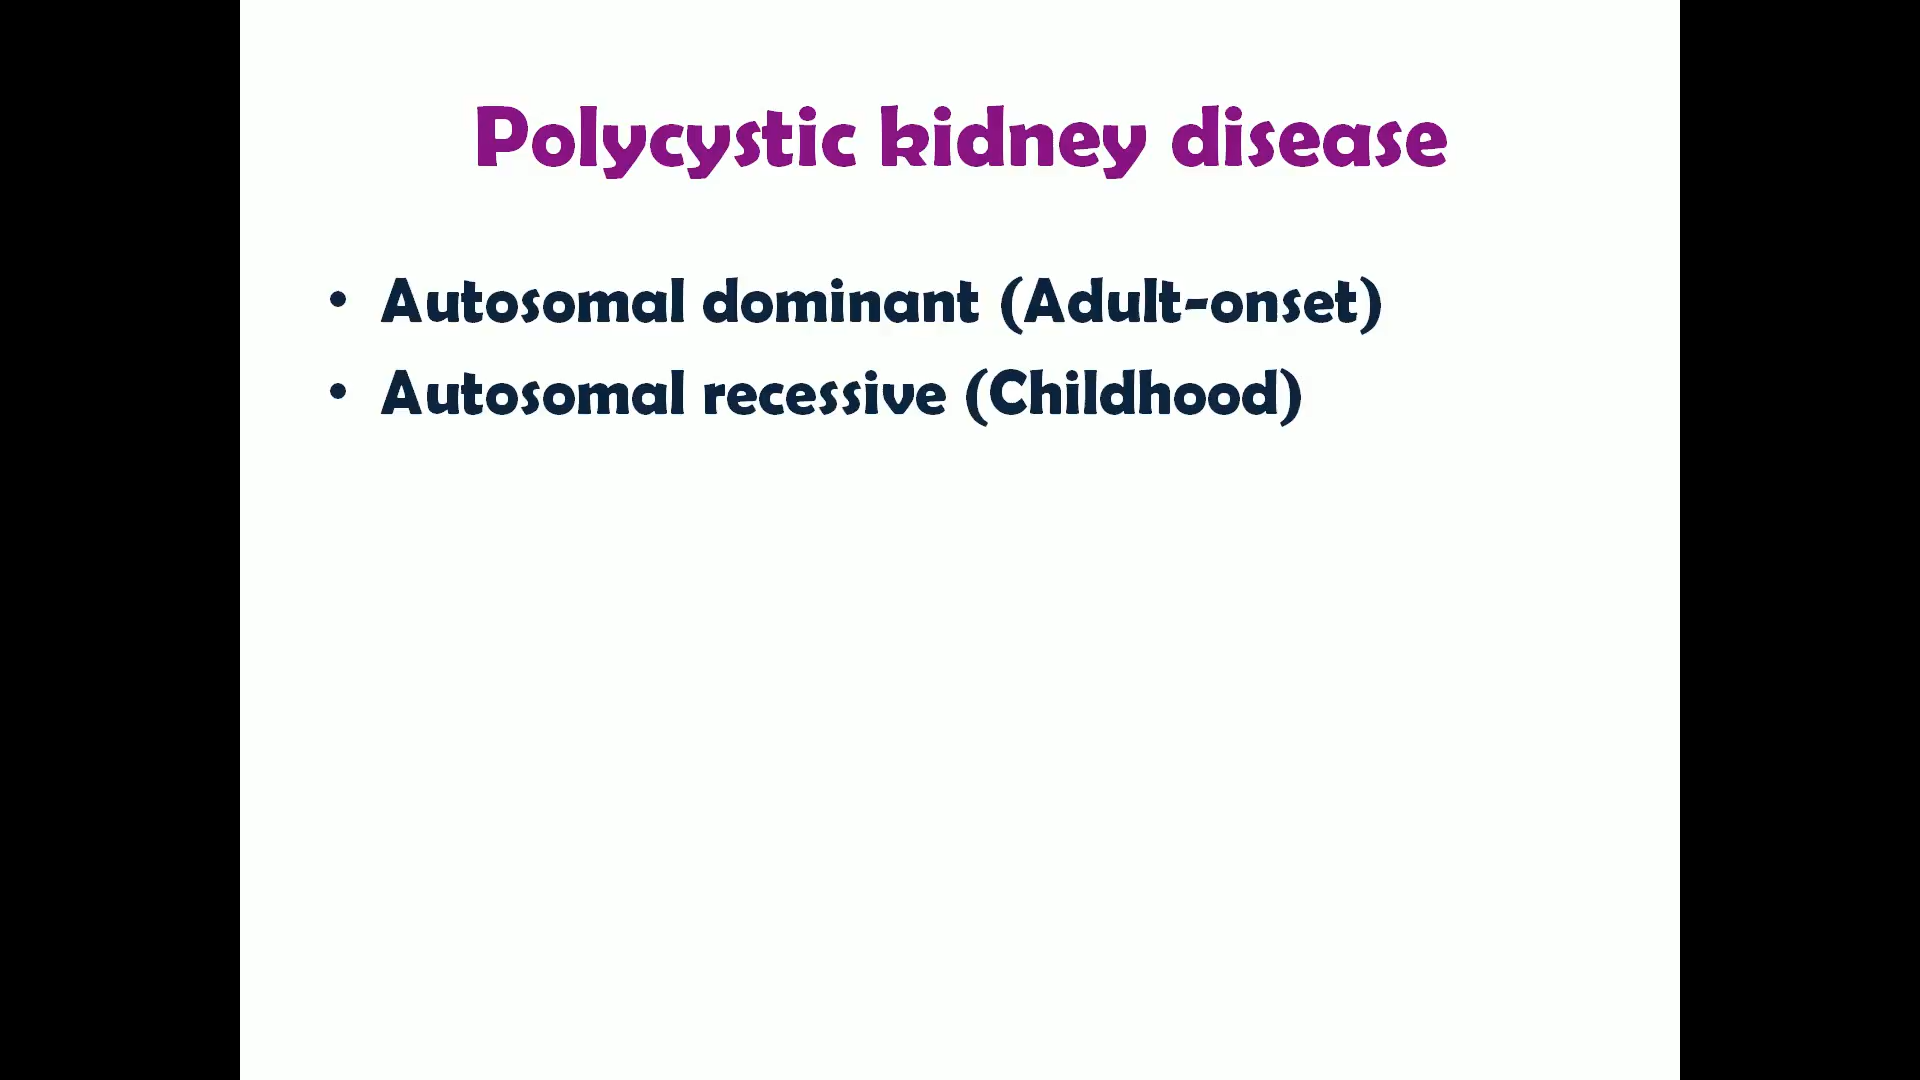 Polycystic kidney disease
• Autosomal dominant (Adult-onset)
• Autosomal recessive (Childhood)